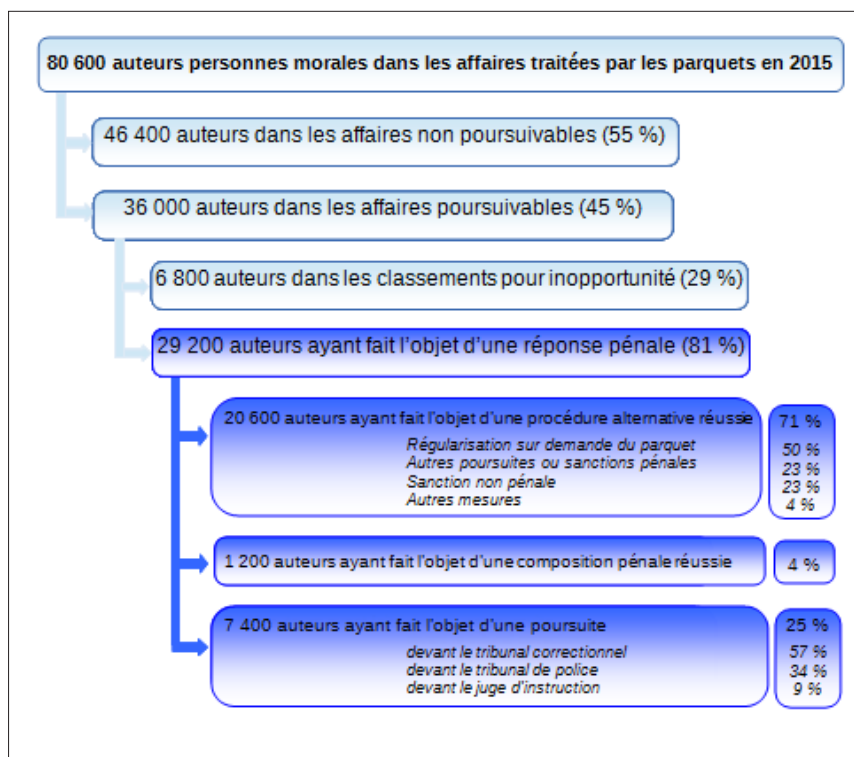 80 600 auteurs personnes morales dans les affaires traitées par les parquets en 2015
46 400 auteurs dans les affaires non poursuivables (55 %)
36 000 auteurs dans les affaires poursuivables (45 %)
6 800 auteurs dans les classements pour inopportunité (29 %)
29 200 auteurs ayant fait l’objet d’une réponse pénale (81 %)
20 600 auteurs ayant fait l'objet d'une procédure alternative réussie 71 %
Régularisation sur demande du parquet 50 %
Autres poursuites ou sanctions pénales 23 %
Sanction non pénale 23 %
Autres mesures 4 %
1 200 auteurs ayant fait l'objet d'une composition pénale réussie 4 %
7 400 auteurs ayant fait l'objet d'une poursuite 25 %
devant le tribunal correctionnel 57 %
devant le tribunal de police 34 %
devant le juge d'instruction 9 %